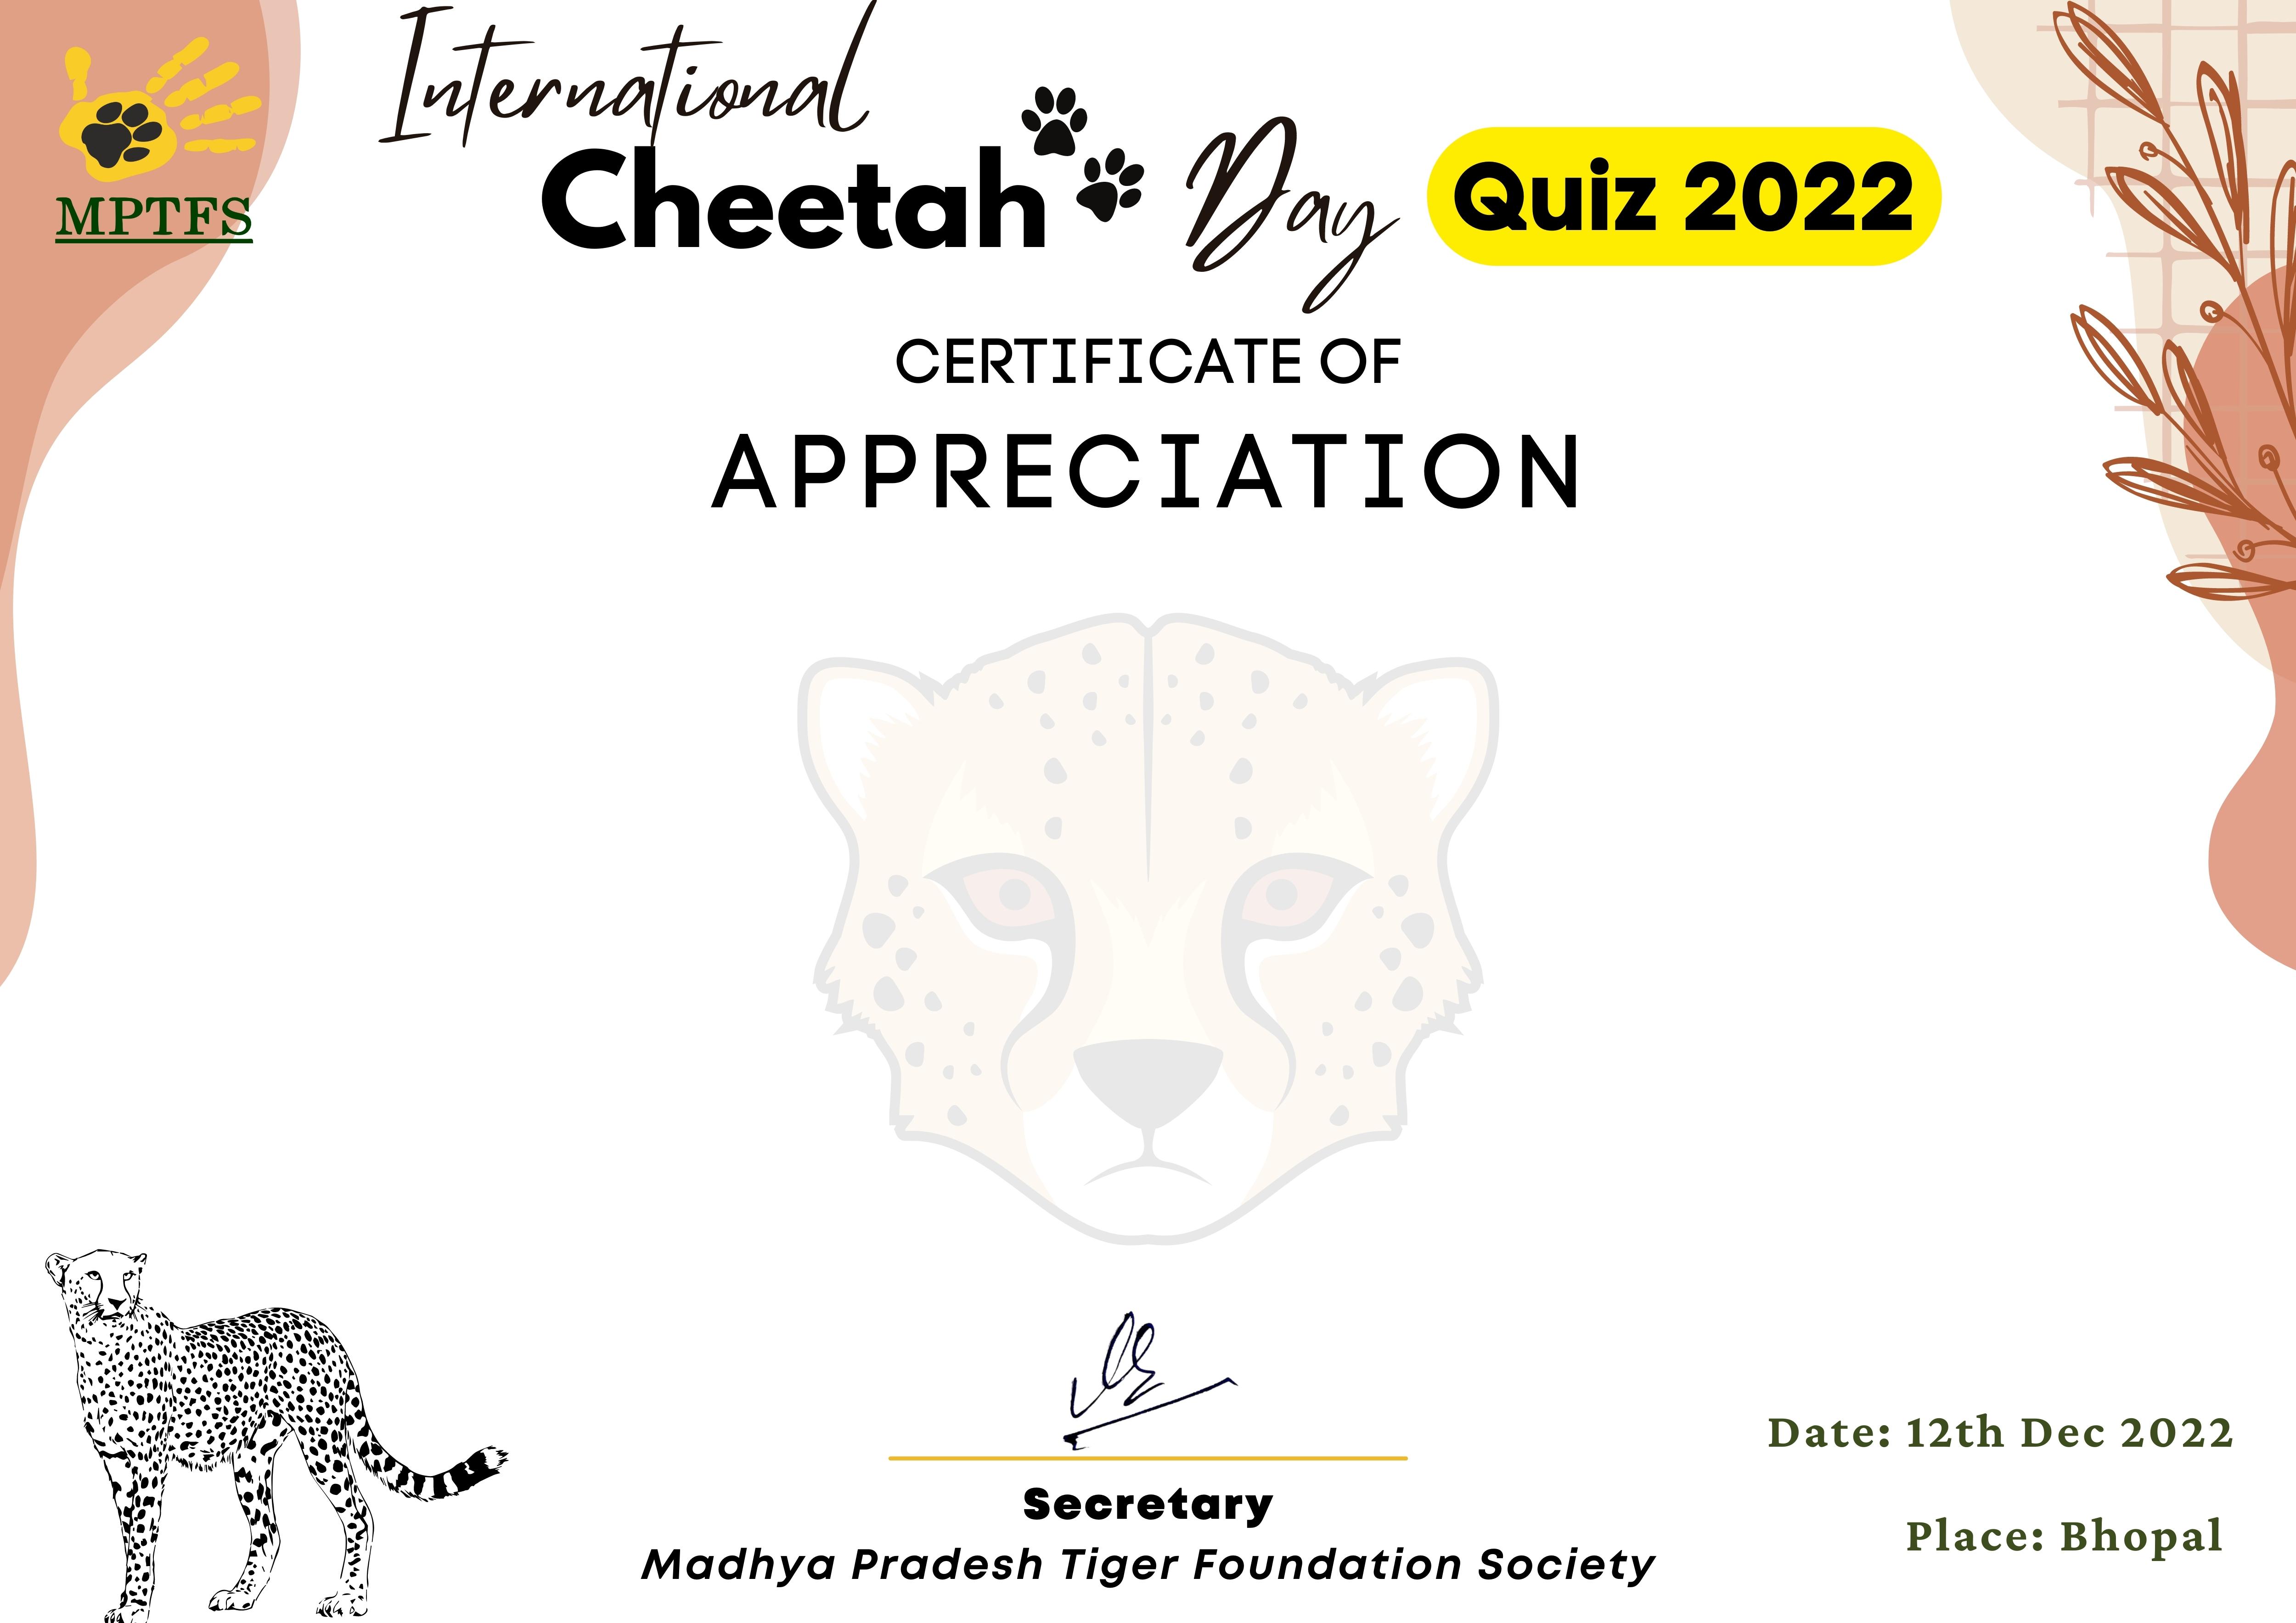 MPTFS
International
Cheetah Day Quiz 2022
CERTIFICATE OF
APPRECIATION
Secretary
Madhya Pradesh Tiger Foundation Society
Date: 12th Dec 2022
Place: Bhopal